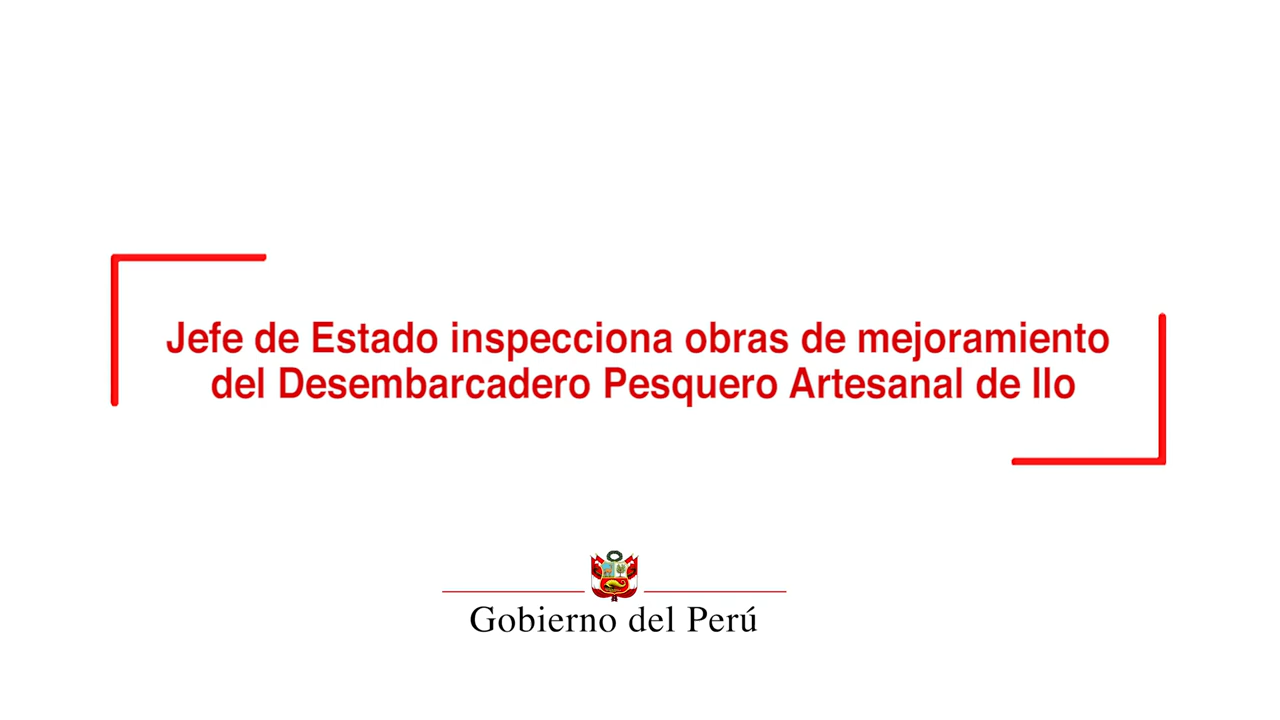 Jefe de Estado inspecciona obras de mejoramiento
del Desembarcadero Pesquero Artesanal de Ilo
Gobierno del Perú